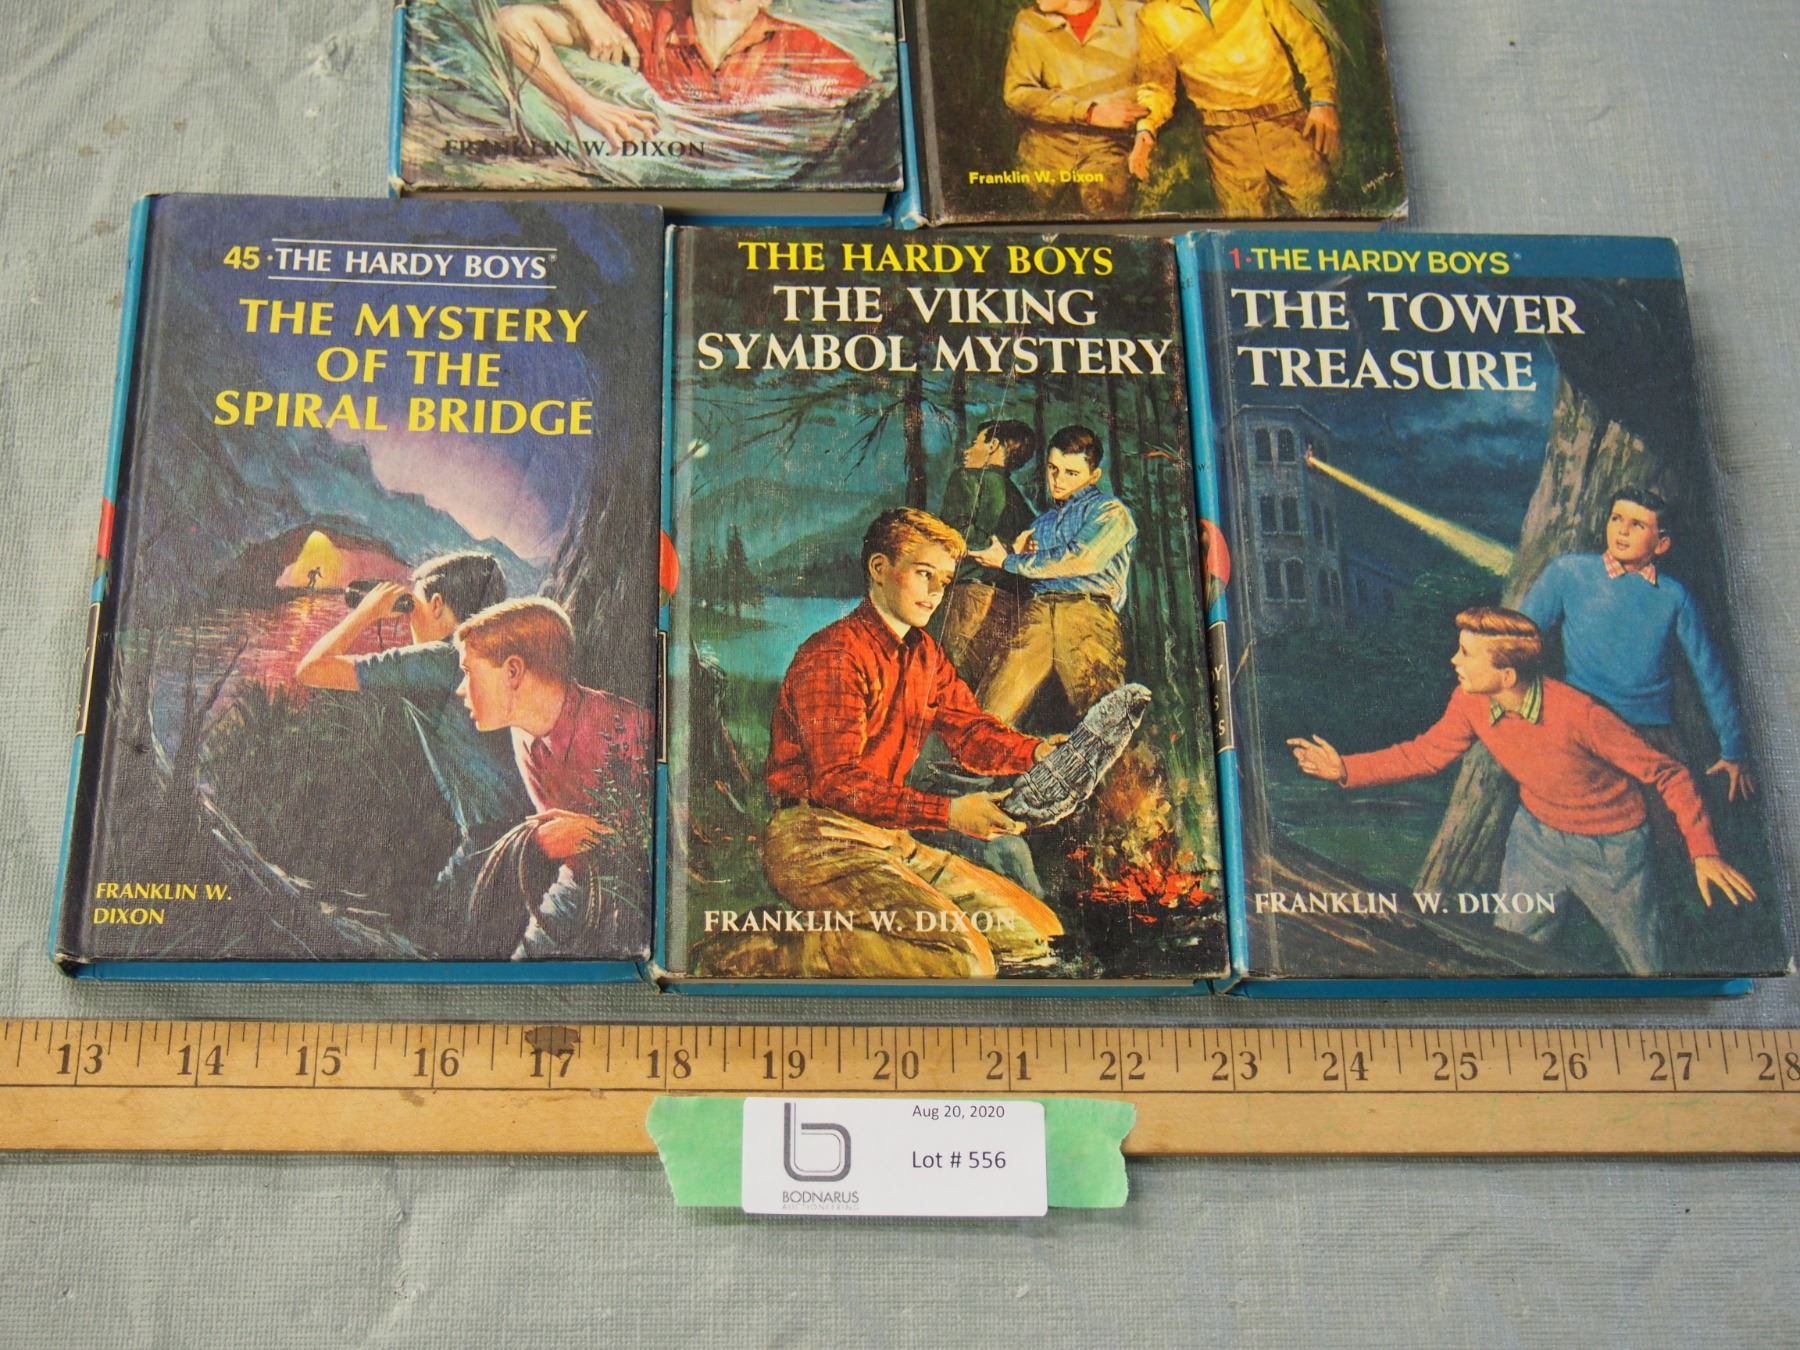 FRANKLIN W. DIXON
Franklin W. Dixon
45 · THE HARDY BOYS®
THE MYSTERY
OF THE
SPIRAL BRIDGE
FRANKLIN W.
DIXON
THE HARDY BOYS
THE VIKING
SYMBOL MYSTERY
FRANKLIN W. DIXON
1 · THE HARDY BOYS®
THE TOWER
TREASURE
FRANKLIN W. DIXON
13 14 15 16 17 18 19 20 21 22 23 24 25 26 27 28
Aug 20, 2020
Lot # 556
BODNARUS
AUCTIONEERING